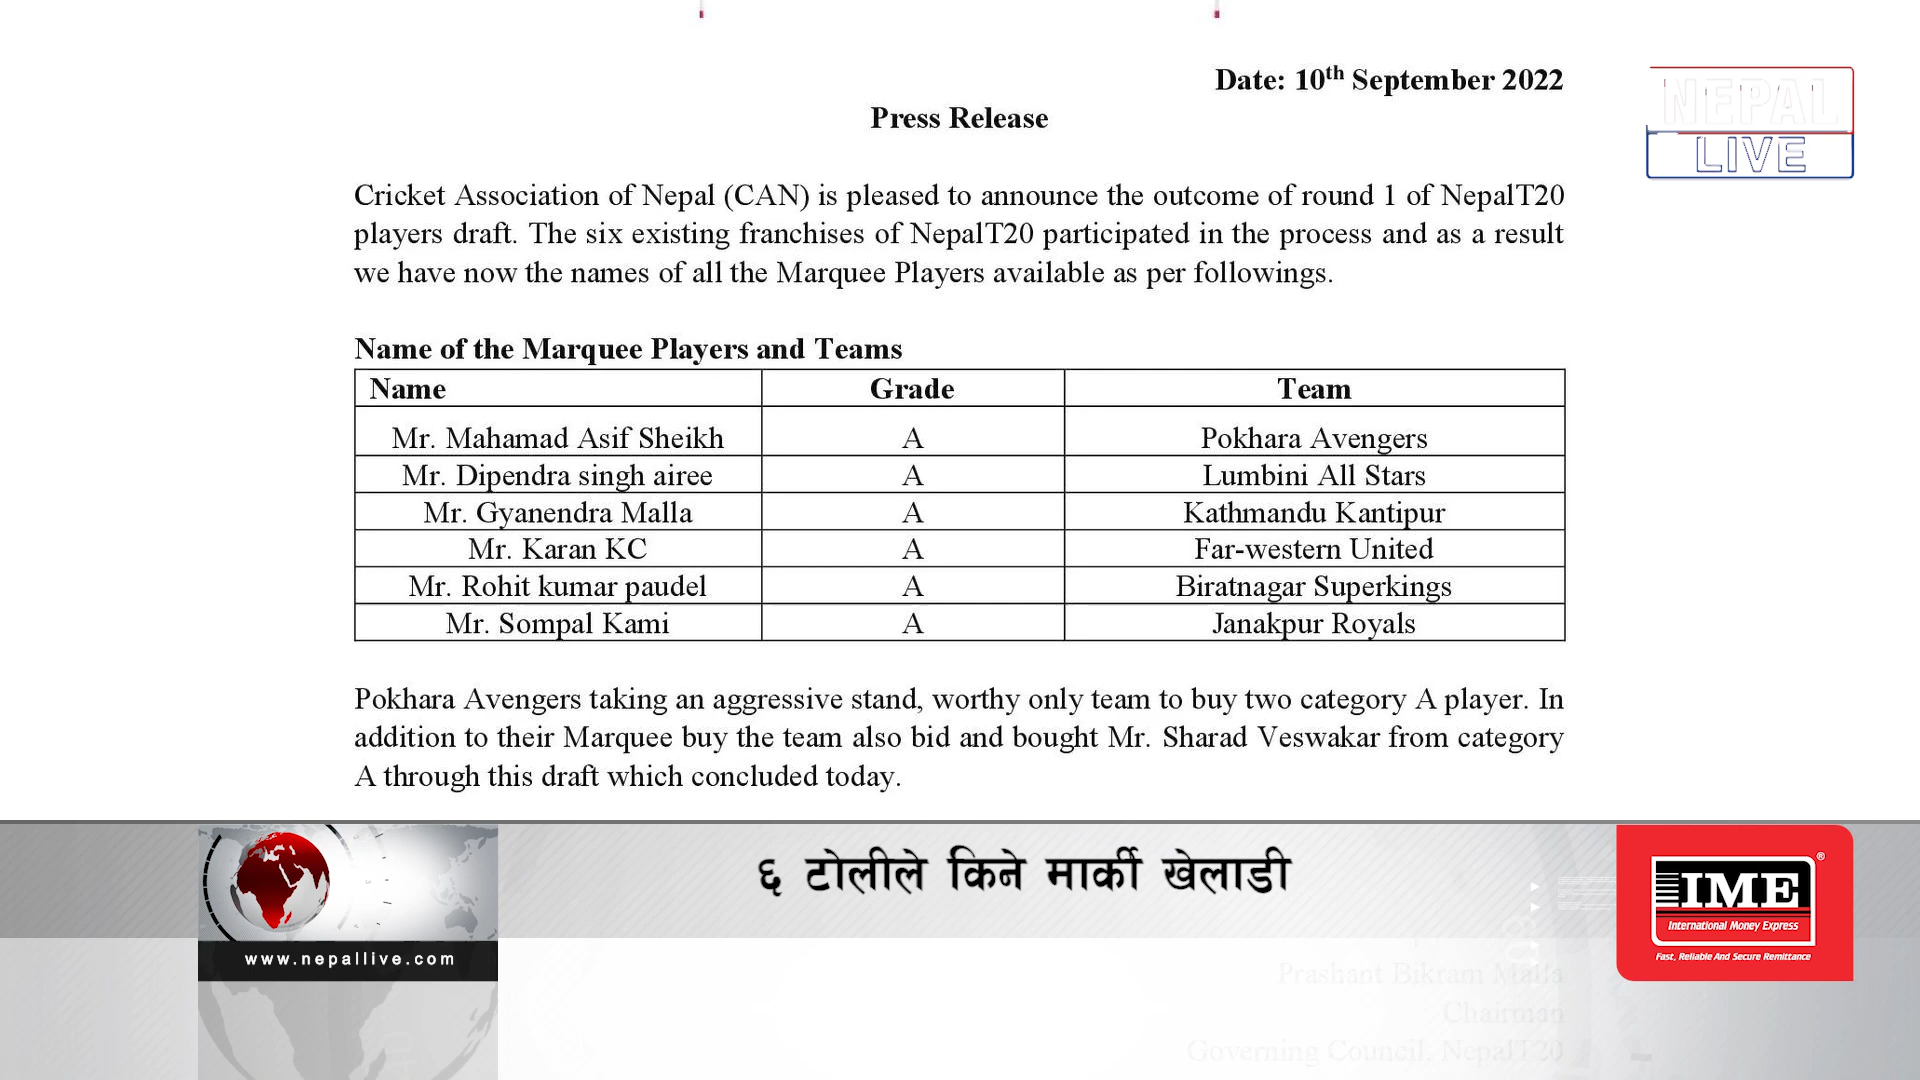 Date: 10th September 2022
Press Release
NEPAL
LIVE
Cricket Association of Nepal (CAN) is pleased to announce the outcome of round 1 of NepalT20
players draft. The six existing franchises of NepalT20 participated in the process and as a result
we have now the names of all the Marquee Players available as per followings.
Name of the Marquee Players and Teams
Name Grade Team
Mr. Mahamad Asif Sheikh A Pokhara Avengers
Mr. Dipendra singh airee A Lumbini All Stars
Mr. Gyanendra Malla A Kathmandu Kantipur
Mr. Karan KC A Far-western United
Mr. Rohit kumar paudel A Biratnagar Superkings
Mr. Sompal Kami A Janakpur Royals
Pokhara Avengers taking an aggressive stand, worthy only team to buy two category A player. In
addition to their Marquee buy the team also bid and bought Mr. Sharad Veswakar from category
A through this draft which concluded today.
६ टोलीले किने मार्की खेलाडी
www.nepallive.com
IME
International Money Express
Fast, Reliable And Secure Remittance
Prashant Bikram Malla
Chairman
Governing Council, NepalT20